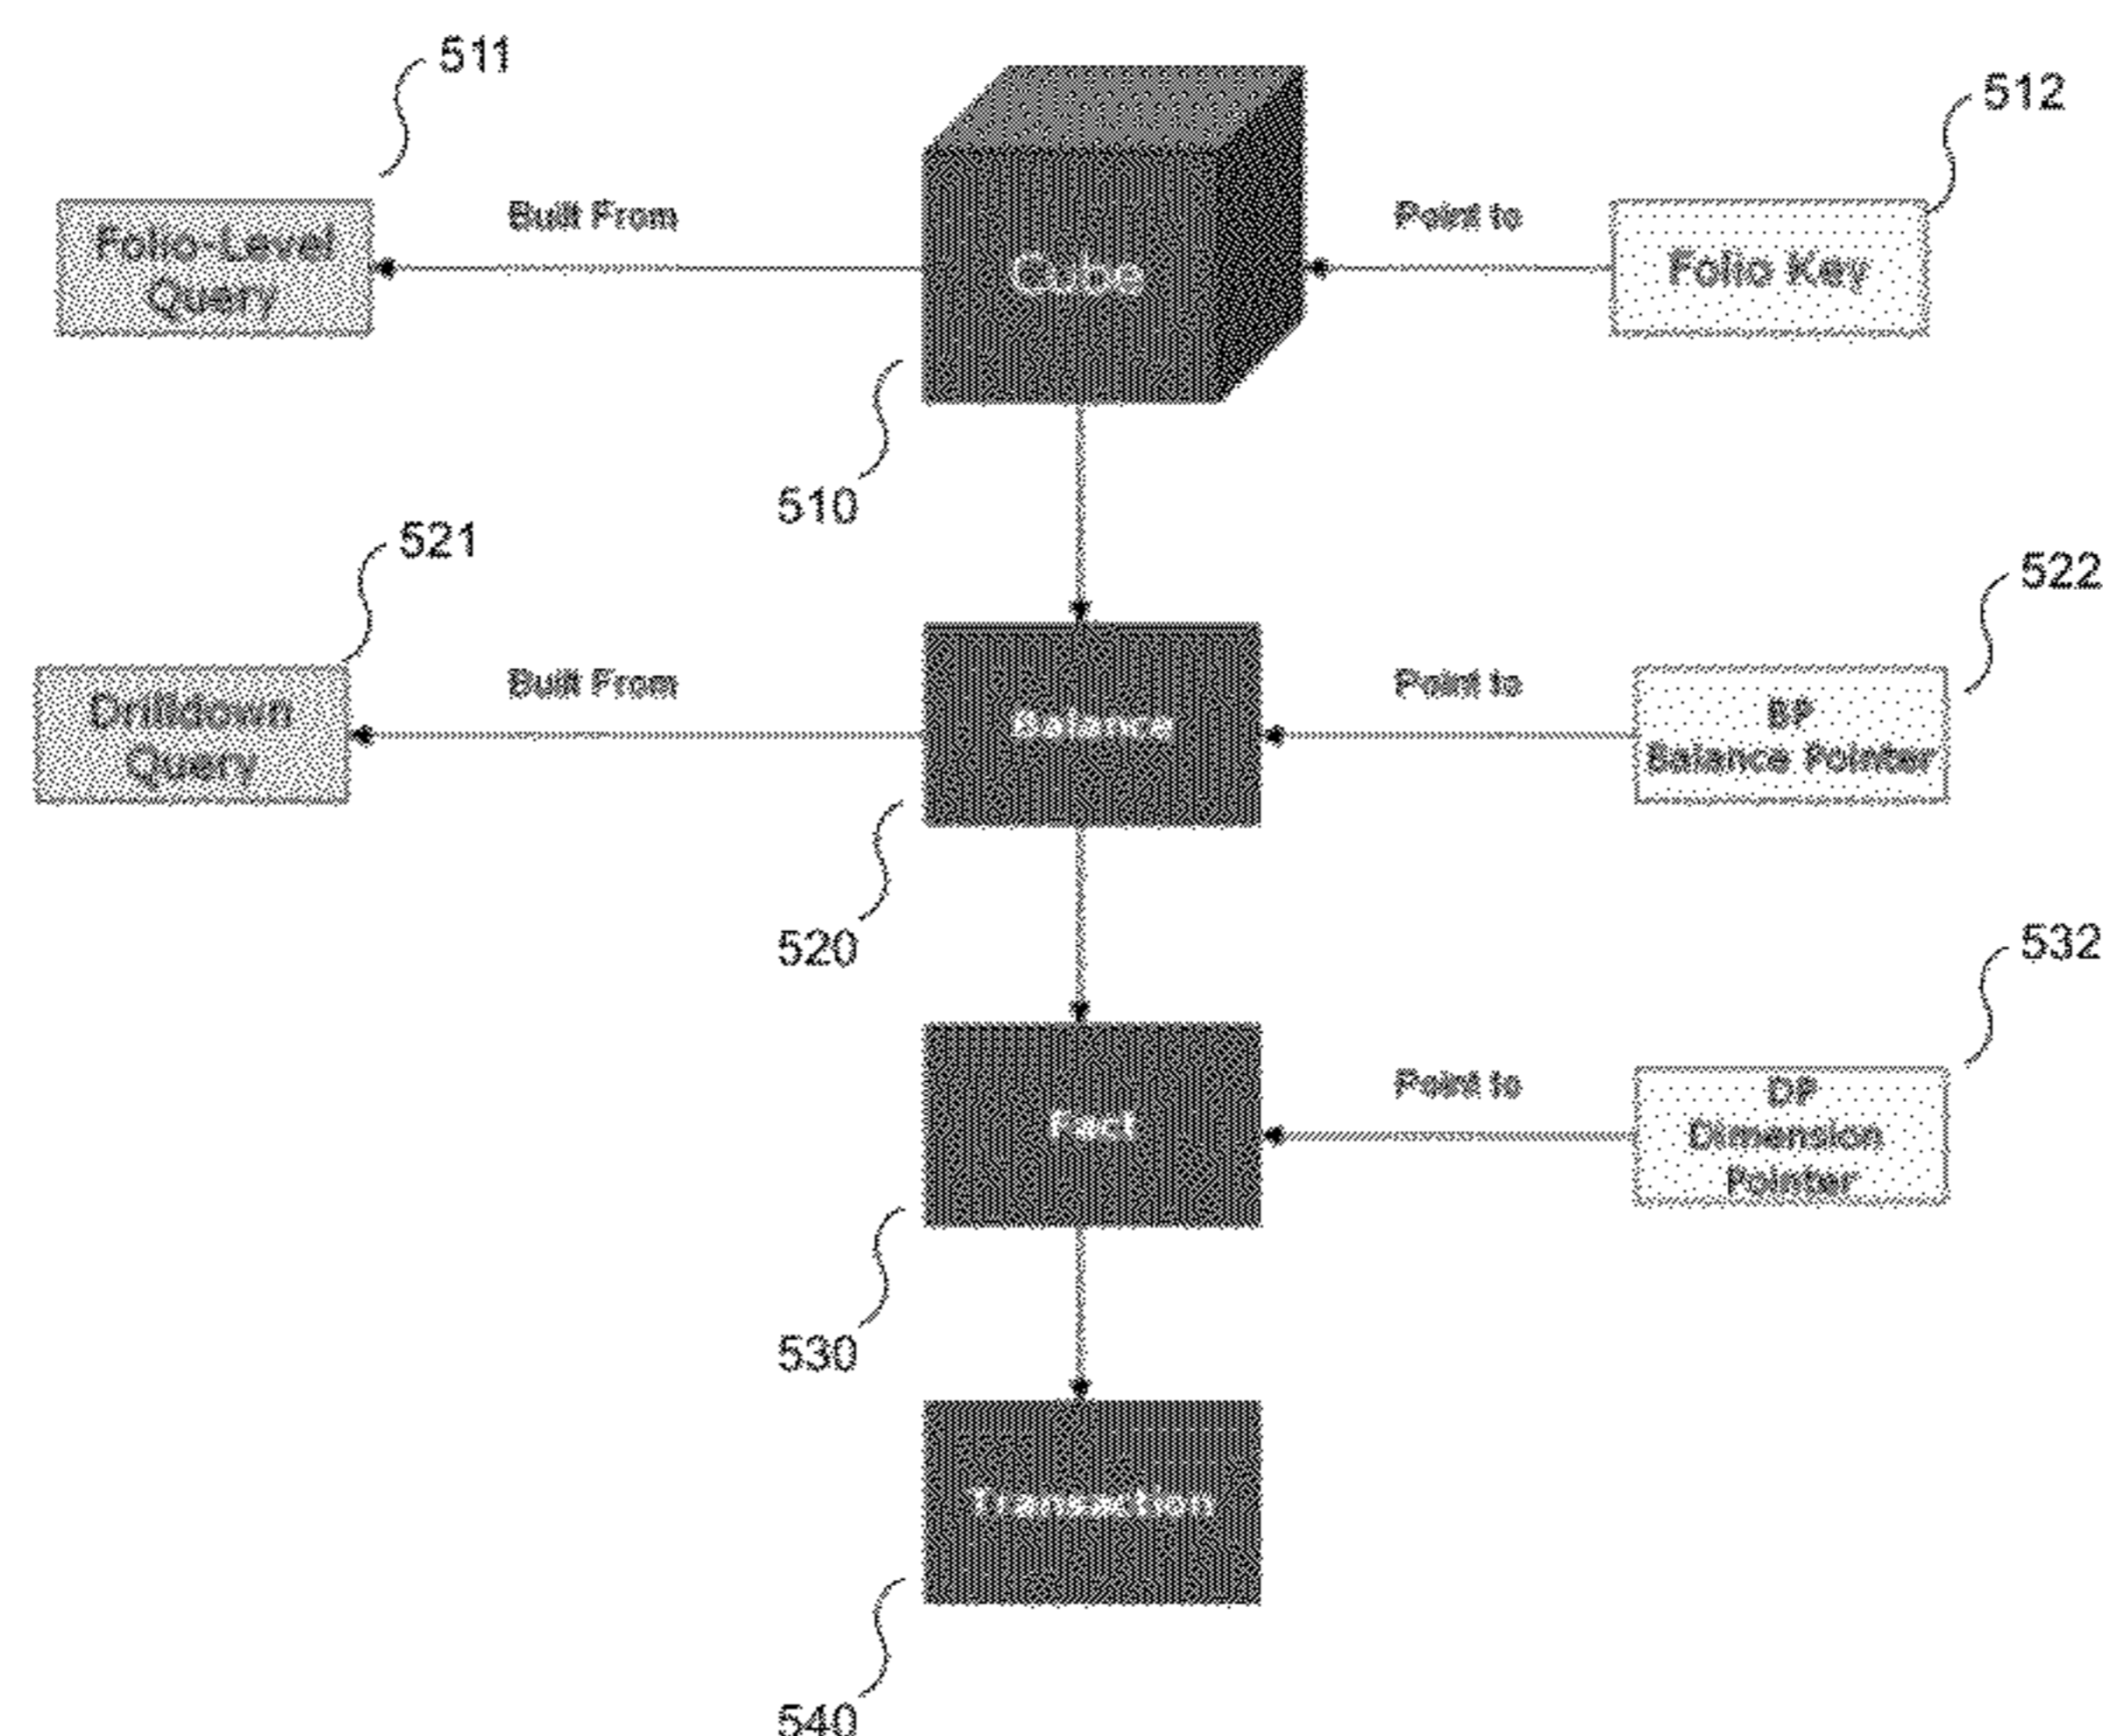 511
512
Built From
Point to
Folio-Level
Query
Cube
Folio Key
510
521
522
Built From
Point to
Drilldown
Query
Balance
BP
Balance Pointer
520
532
Point to
Fact
DP
Dimension
Pointer
530
Transaction
540